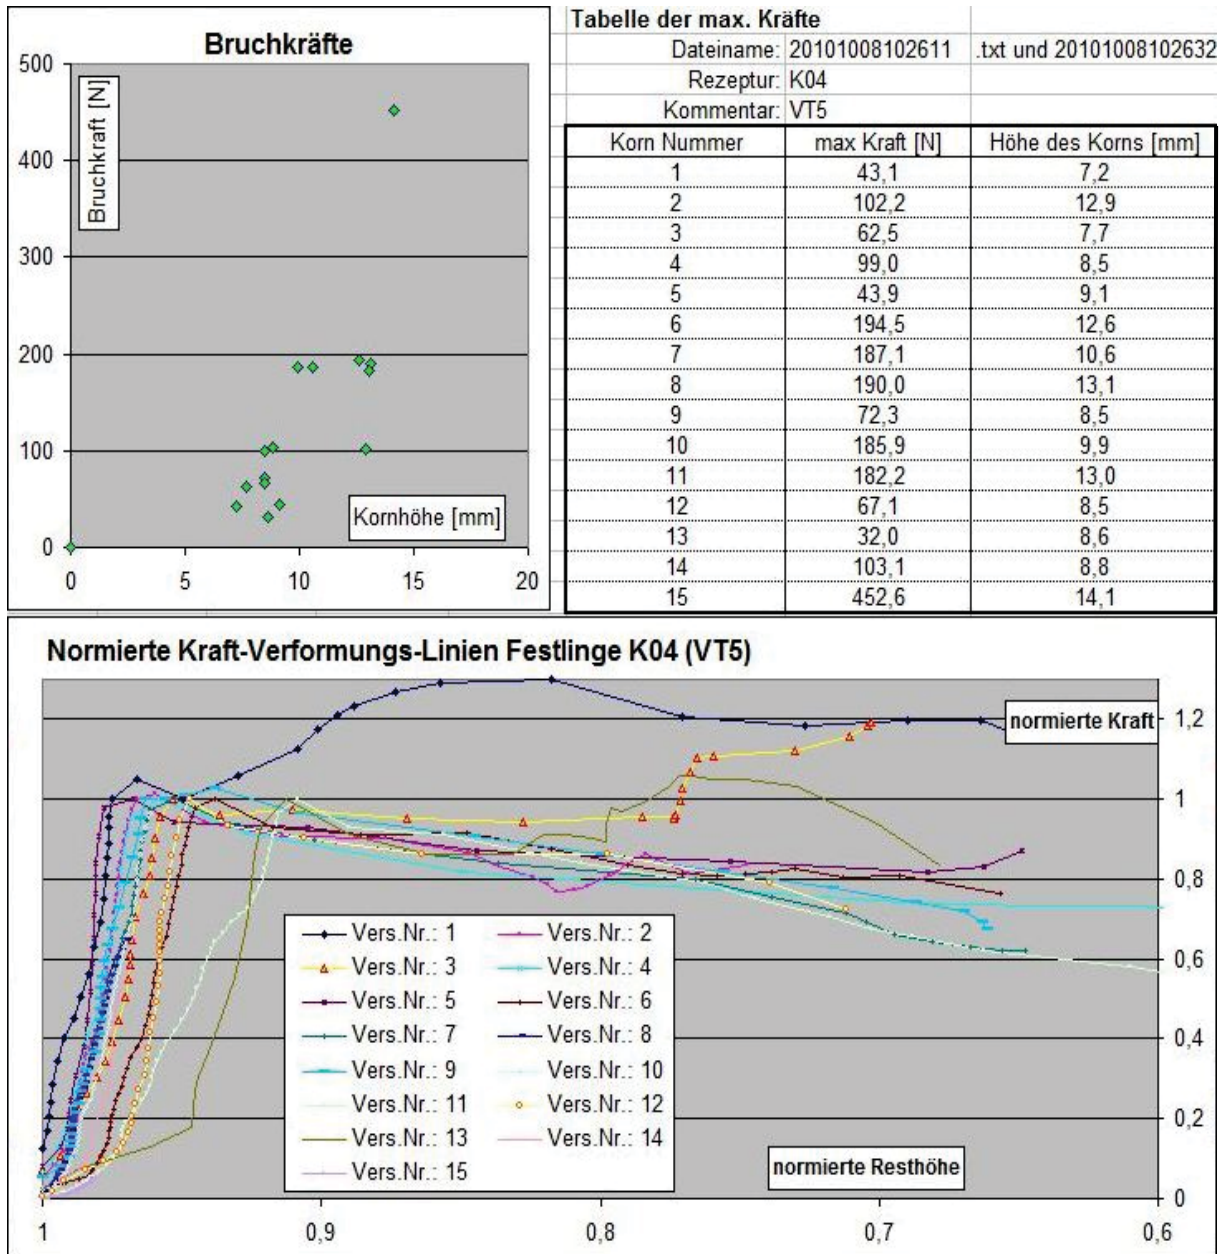 Bruchkräfte
500
400
300
200
100
0
Bruchkraft [N]
Kornhöhe [mm]
0 5 10 15 20
Tabelle der max. Kräfte
Dateiname: 20101008102611 .txt und 20101008102632
Rezeptur: K04
Kommentar: VT5
Korn Nummer max Kraft [N] Höhe des Korns [mm]
1 43,1 7,2
2 102,2 12,9
3 62,5 7,7
4 99,0 8,5
5 43,9 9,1
6 194,5 12,6
7 187,1 10,6
8 190,0 13,1
9 72,3 8,5
10 185,9 9,9
11 182,2 13,0
12 67,1 8,5
13 32,0 8,6
14 103,1 8,8
15 452,6 14,1
Normierte Kraft-Verformungs-Linien Festlinge K04 (VT5)
normierte Kraft
1,2
1
0,8
0,6
0,4
0,2
0
Vers.Nr.: 1 Vers.Nr.: 2
Vers.Nr.: 3 Vers.Nr.: 4
Vers.Nr.: 5 Vers.Nr.: 6
Vers.Nr.: 7 Vers.Nr.: 8
Vers.Nr.: 9 Vers.Nr.: 10
Vers.Nr.: 11 Vers.Nr.: 12
Vers.Nr.: 13 Vers.Nr.: 14
Vers.Nr.: 15
normierte Resthöhe
1 0,9 0,8 0,7 0,6